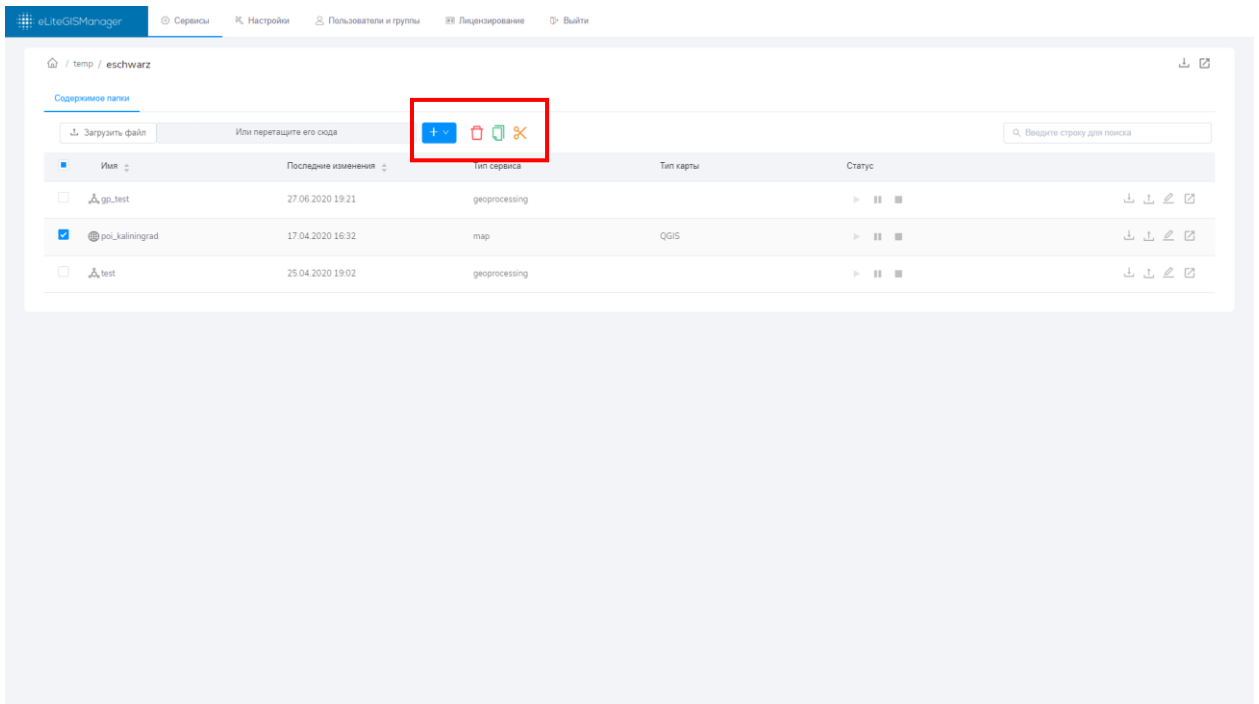 eLiteGISManager Сервисы Настройки Пользователи и группы Лицензирование Выйти
/ temp / eschwarz
Содержимое папки
Загрузить файл Или перетащите его сюда Введите строку для поиска
Имя Последние изменения Тип сервиса Тип карты Статус
gp_test 27.06.2020 19:21 geoprocessing
poi_kaliningrad 17.04.2020 16:32 map QGIS
test 25.04.2020 19:02 geoprocessing